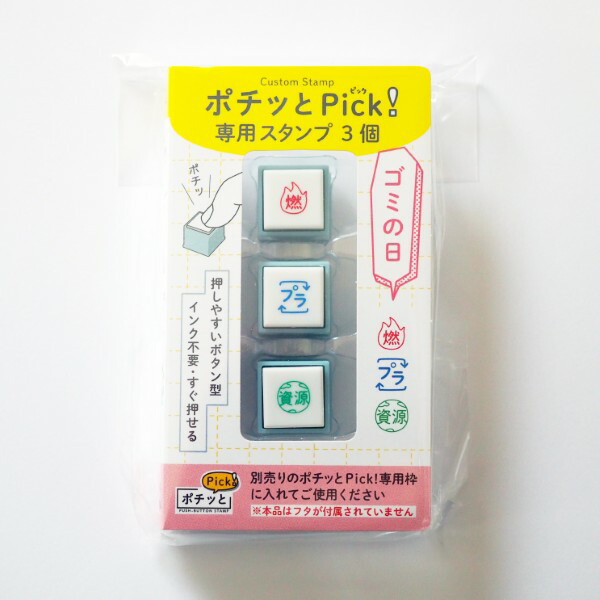 Custom Stamp
ポチッとPick!
ピック
専用スタンプ 3個
ポチッ
ゴミの日
燃
プラ
資源
燃
プラ
資源
押しやすいボタン型
インク不要・すぐ押せる
Pick!
ポチッと
PUSH-BUTTON STAMP
別売りのポチッとPick!専用枠
に入れてご使用ください
※本品はフタが付属されていません